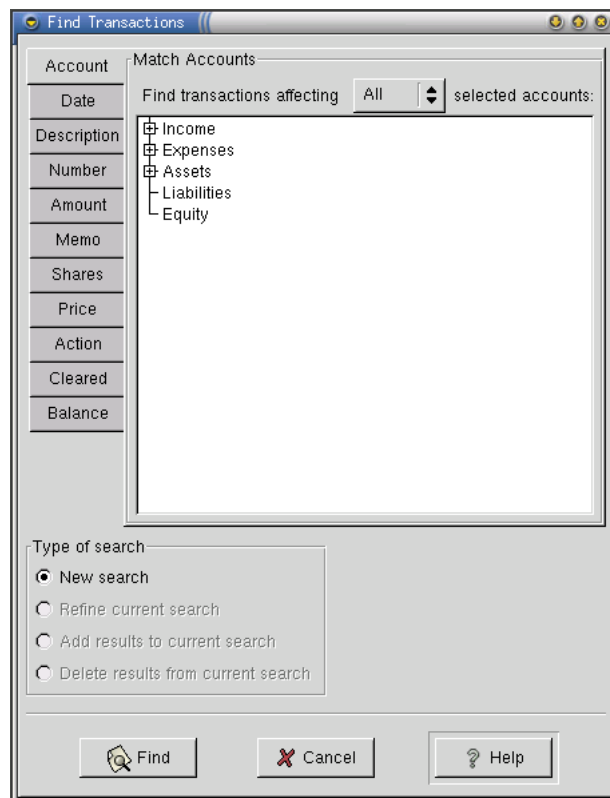 Find Transactions
Account
Date
Description
Number
Amount
Memo
Shares
Price
Action
Cleared
Balance
Match Accounts
Find transactions affecting All selected accounts:
Income
Expenses
Assets
Liabilities
Equity
Type of search
New search
Refine current search
Add results to current search
Delete results from current search
Find Cancel Help